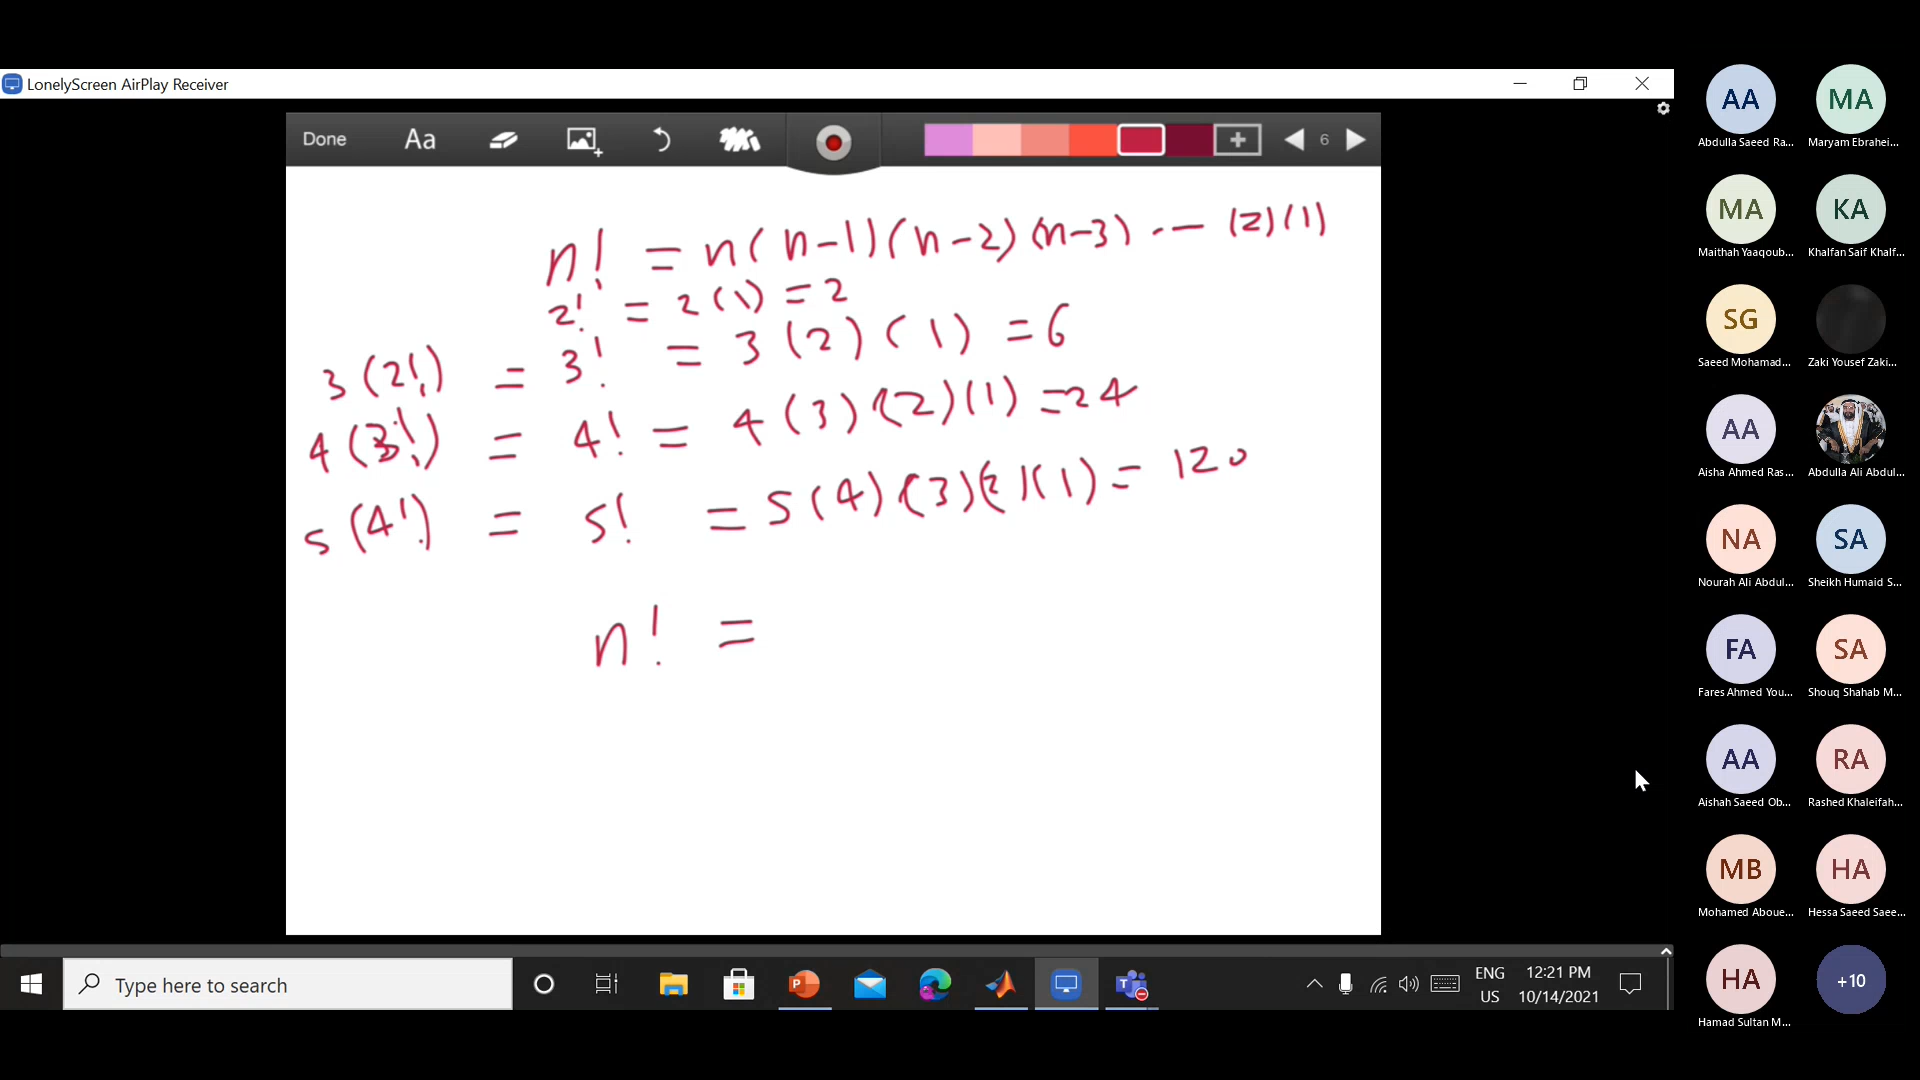 LonelyScreen AirPlay Receiver
Done Aa 6
n! = n(n-1)(n-2)(n-3) ·-- (2)(1)
2! = 2(1) = 2
3(2!) = 3! = 3(2)(1) = 6
4(3!) = 4! = 4(3)(2)(1) = 24
5(4!) = 5! = 5(4)(3)(2)(1) = 120
n! =
AA MA
Abdulla Saeed Ra... Maryam Ebrahei...
MA KA
Maithah Yaaqoub... Khalfan Saif Khalf...
SG
Saeed Mohamad... Zaki Yousef Zaki...
AA
Aisha Ahmed Ras... Abdulla Ali Abdul...
NA SA
Nourah Ali Abdul... Sheikh Humaid S...
FA SA
Fares Ahmed You... Shouq Shahab M...
AA RA
Aishah Saeed Ob... Rashed Khaleifah...
MB HA
Mohamed Aboue... Hessa Saeed Saee...
HA +10
Hamad Sultan M...
Type here to search
ENG 12:21 PM
US 10/14/2021